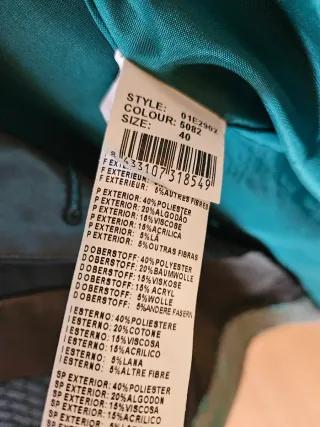 STYLE: 01E2902
COLOUR: 5082
SIZE: 40
8433107318549
F EXTERIEUR: 5%AUTRES FIBRES
P EXTERIOR: 40%POLIESTER
P EXTERIOR: 20%ALGODÃO
P EXTERIOR: 15%VISCOSE
P EXTERIOR: 15%ACRILICA
P EXTERIOR: 5%LÃ
P EXTERIOR: 5%OUTRAS FIBRAS
D OBERSTOFF: 40%POLYESTER
D OBERSTOFF: 20%BAUMWOLLE
D OBERSTOFF: 15%VISKOSE
D OBERSTOFF: 15%ACRYL
D OBERSTOFF: 5%WOLLE
D OBERSTOFF: 5%ANDERE FASERN
I ESTERNO: 40%POLIESTERE
I ESTERNO: 20%COTONE
I ESTERNO: 15%VISCOSA
I ESTERNO: 15%ACRILICO
I ESTERNO: 5%LANA
I ESTERNO: 5%ALTRE FIBRE
SP EXTERIOR: 40%POLIESTER
SP EXTERIOR: 20%ALGODON
SP EXTERIOR: 15%VISCOSA
SP EXTERIOR: 15%ACRILICO